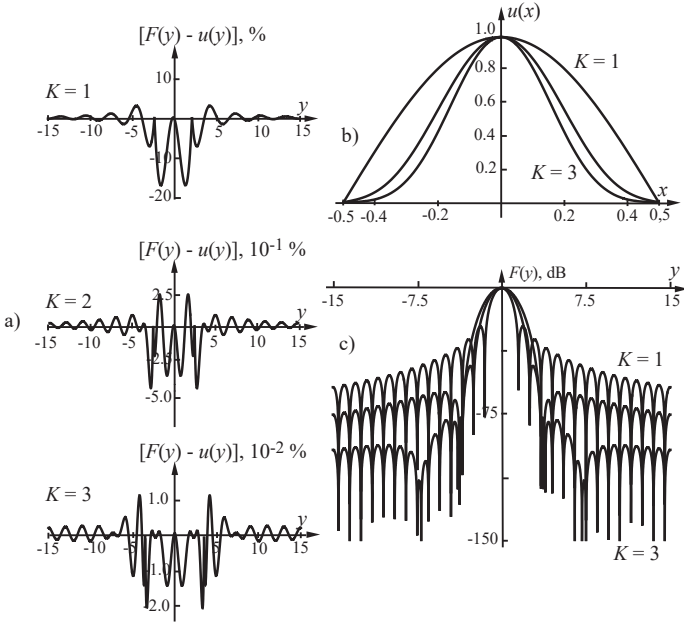 a)
[F(y) - u(y)], %
10
K = 1
y
-15 -10 -5 5 10 15
-10
-20
[F(y) - u(y)], 10-1 %
K = 2
2.5
y
-15 -10 -5 5 10 15
-2.5
-5.0
[F(y) - u(y)], 10-2 %
K = 3
1.0
y
-15 -10 -5 5 10 15
-1.0
-2.0
b)
u(x)
1.0
0.8
0.6
0.4
0.2
K = 1
K = 3
x
-0.5 -0.4 -0.2 0.2 0.4 0,5
c)
F(y), dB
y
-15 -7.5 7.5 15
K = 1
-75
-150
K = 3